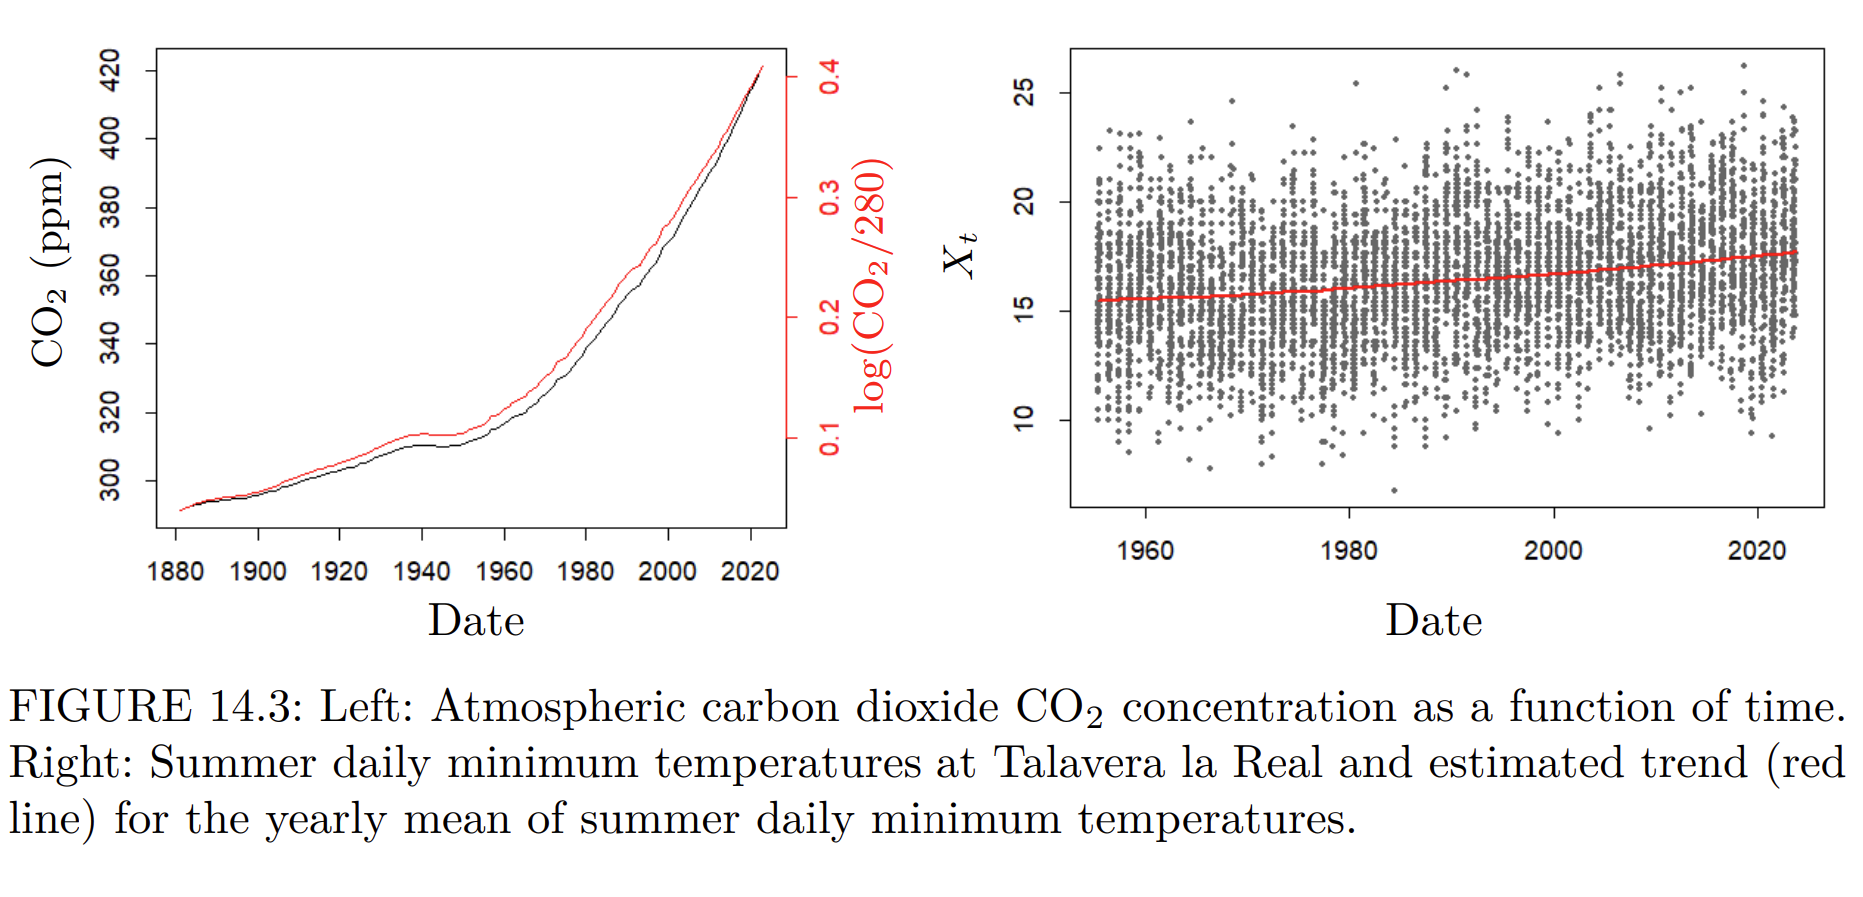 CO₂ (ppm)
420
400
380
360
340
320
300
0.4
0.3
0.2
0.1
log(CO₂/280)
1880 1900 1920 1940 1960 1980 2000 2020
Date
Xₜ
25
20
15
10
1960 1980 2000 2020
Date
FIGURE 14.3: Left: Atmospheric carbon dioxide CO₂ concentration as a function of time.
Right: Summer daily minimum temperatures at Talavera la Real and estimated trend (red
line) for the yearly mean of summer daily minimum temperatures.